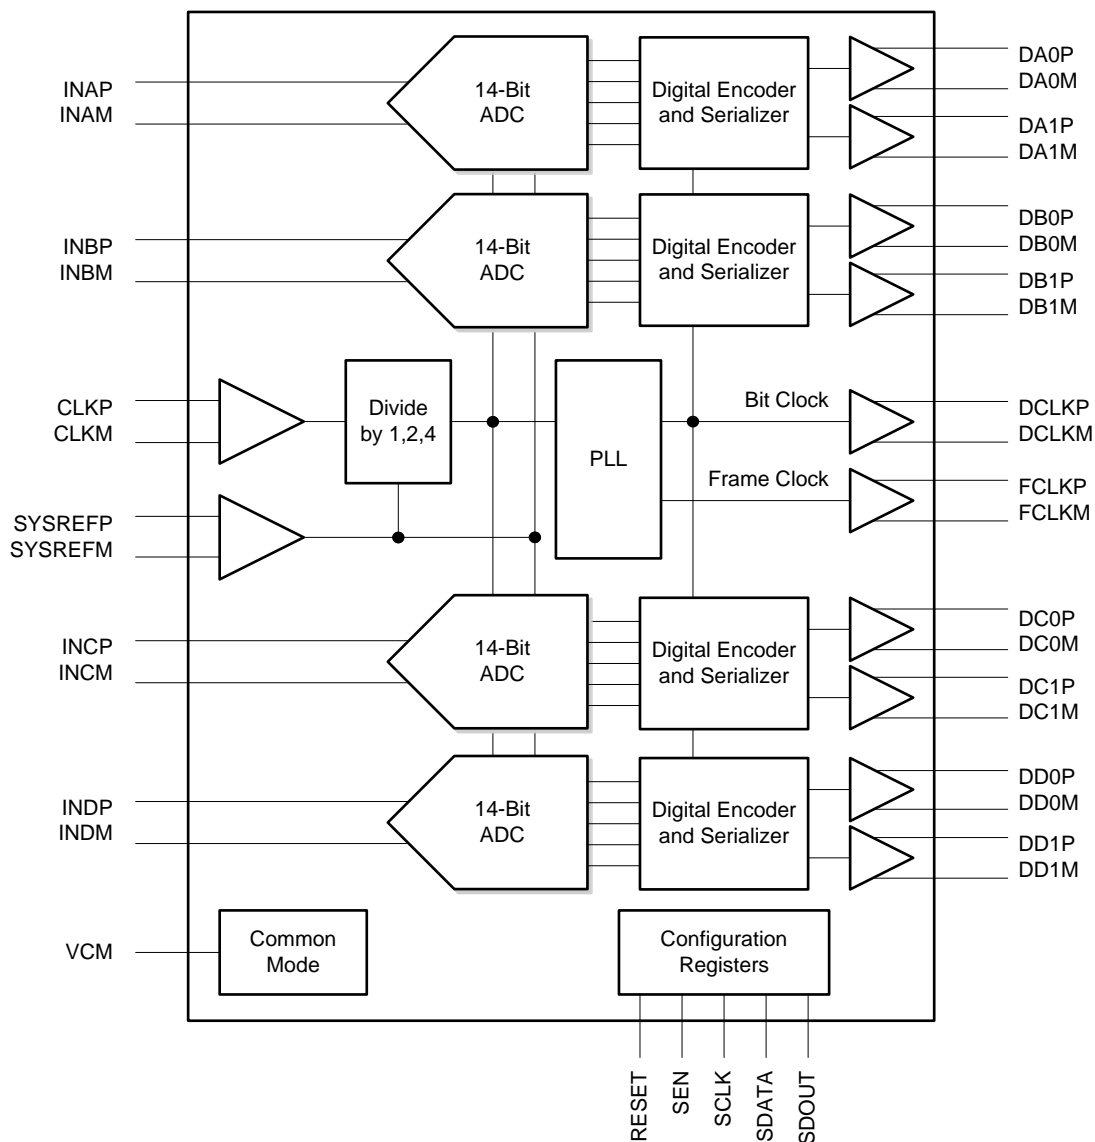 INAP
INAM
14-Bit
ADC
Digital Encoder
and Serializer
DA0P
DA0M
DA1P
DA1M
INBP
INBM
14-Bit
ADC
Digital Encoder
and Serializer
DB0P
DB0M
DB1P
DB1M
CLKP
CLKM
Divide
by 1,2,4
PLL
Bit Clock
DCLKP
DCLKM
Frame Clock
FCLKP
FCLKM
SYSREFP
SYSREFM
INCP
INCM
14-Bit
ADC
Digital Encoder
and Serializer
DC0P
DC0M
DC1P
DC1M
INDP
INDM
14-Bit
ADC
Digital Encoder
and Serializer
DD0P
DD0M
DD1P
DD1M
VCM
Common
Mode
Configuration
Registers
RESET
SEN
SCLK
SDATA
SDOUT